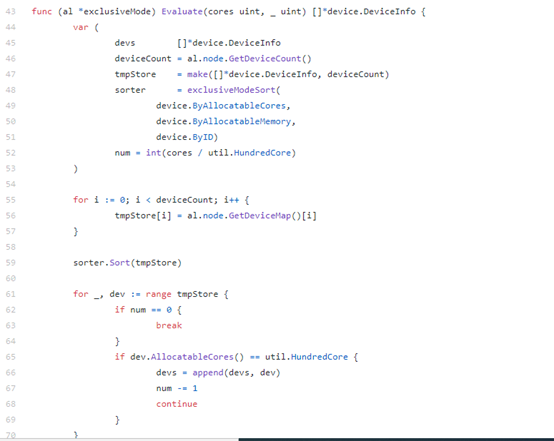 43 func (al *exclusiveMode) Evaluate(cores uint, _ uint) []*device.DeviceInfo {
44 var (
45 devs []*device.DeviceInfo
46 deviceCount = al.node.GetDeviceCount()
47 tmpStore = make([]*device.DeviceInfo, deviceCount)
48 sorter = exclusiveModeSort(
49 device.ByAllocatableCores,
50 device.ByAllocatableMemory,
51 device.ByID)
52 num = int(cores / util.HundredCore)
53 )
54
55 for i := 0; i < deviceCount; i++ {
56 tmpStore[i] = al.node.GetDeviceMap()[i]
57 }
58
59 sorter.Sort(tmpStore)
60
61 for _, dev := range tmpStore {
62 if num == 0 {
63 break
64 }
65 if dev.AllocatableCores() == util.HundredCore {
66 devs = append(devs, dev)
67 num -= 1
68 continue
69 }
70 }